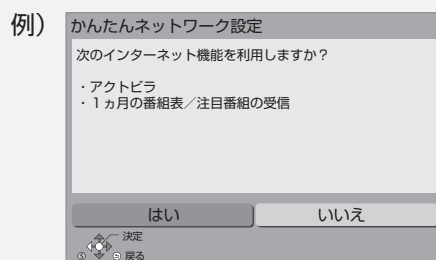 例)
かんたんネットワーク設定
次のインターネット機能を利用しますか？
・アクトビラ
・１ヵ月の番組表／注目番組の受信
はい いいえ
決定
S 戻る